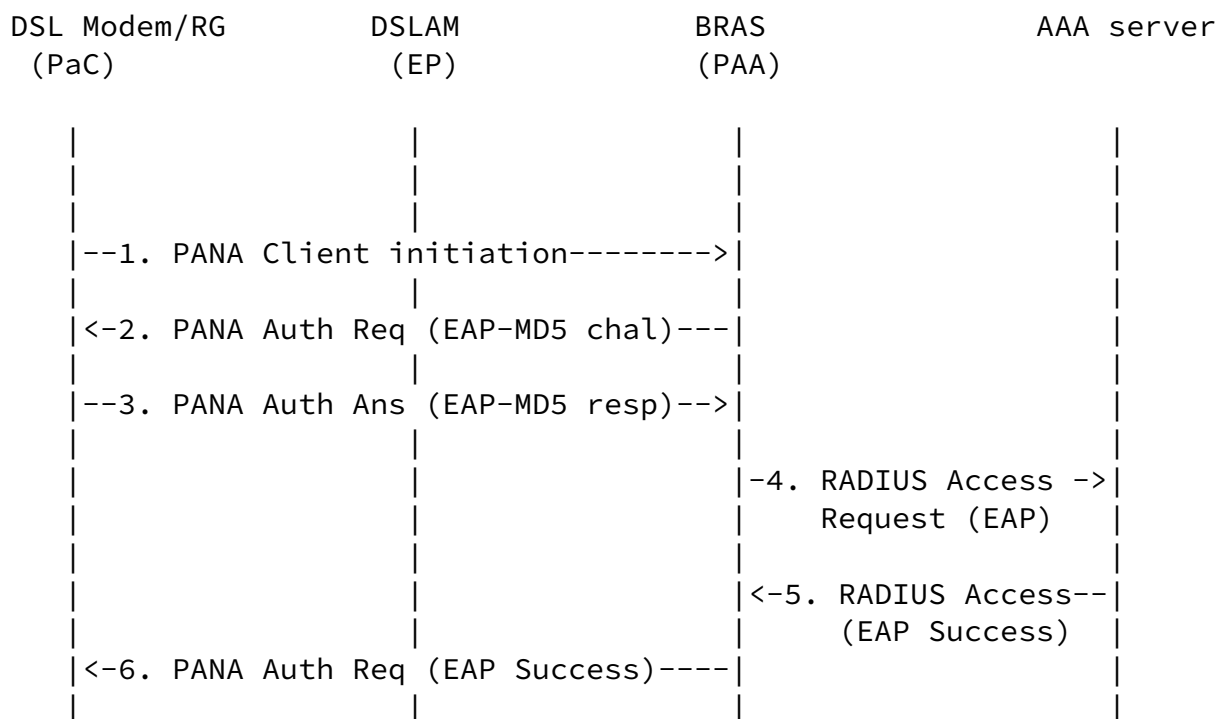 DSL Modem/RG DSLAM BRAS AAA server
(PaC) (EP) (PAA)
--1. PANA Client initiation-------->
<-2. PANA Auth Req (EAP-MD5 chal)---
--3. PANA Auth Ans (EAP-MD5 resp)-->
-4. RADIUS Access ->
Request (EAP)
<-5. RADIUS Access--
(EAP Success)
<-6. PANA Auth Req (EAP Success)----